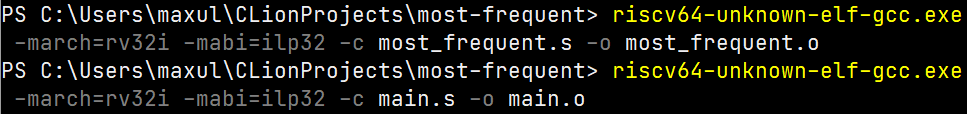 PS C:\Users\maxul\CLionProjects\most-frequent> riscv64-unknown-elf-gcc.exe
-march=rv32i -mabi=ilp32 -c most_frequent.s -o most_frequent.o
PS C:\Users\maxul\CLionProjects\most-frequent> riscv64-unknown-elf-gcc.exe
-march=rv32i -mabi=ilp32 -c main.s -o main.o